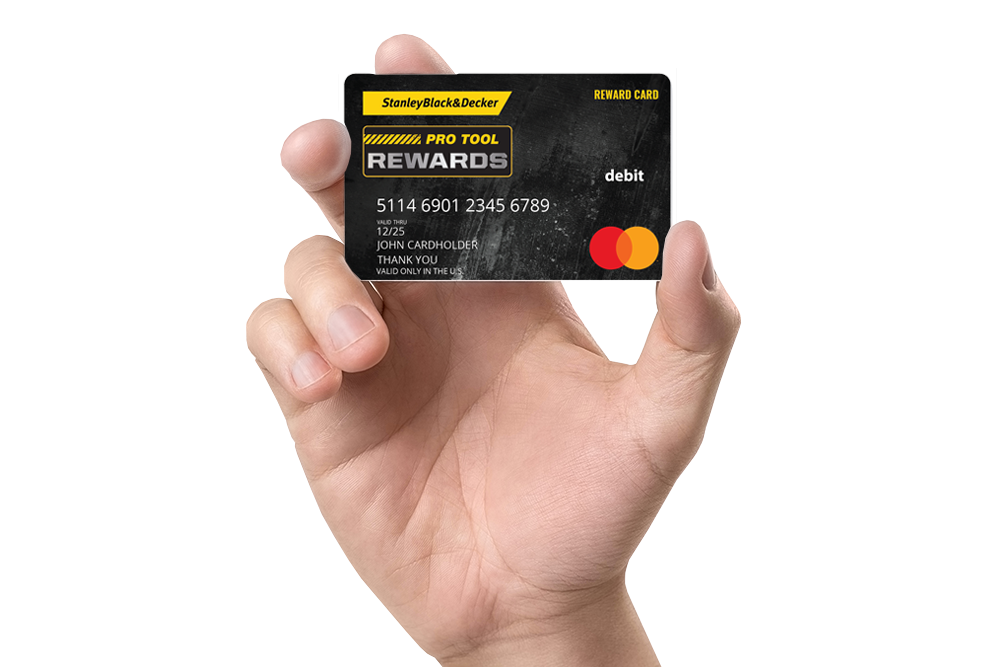 StanleyBlack&Decker
REWARD CARD
PRO TOOL
REWARDS
debit
5114 6901 2345 6789
VALID THRU
12/25
JOHN CARDHOLDER
THANK YOU
VALID ONLY IN THE U.S.